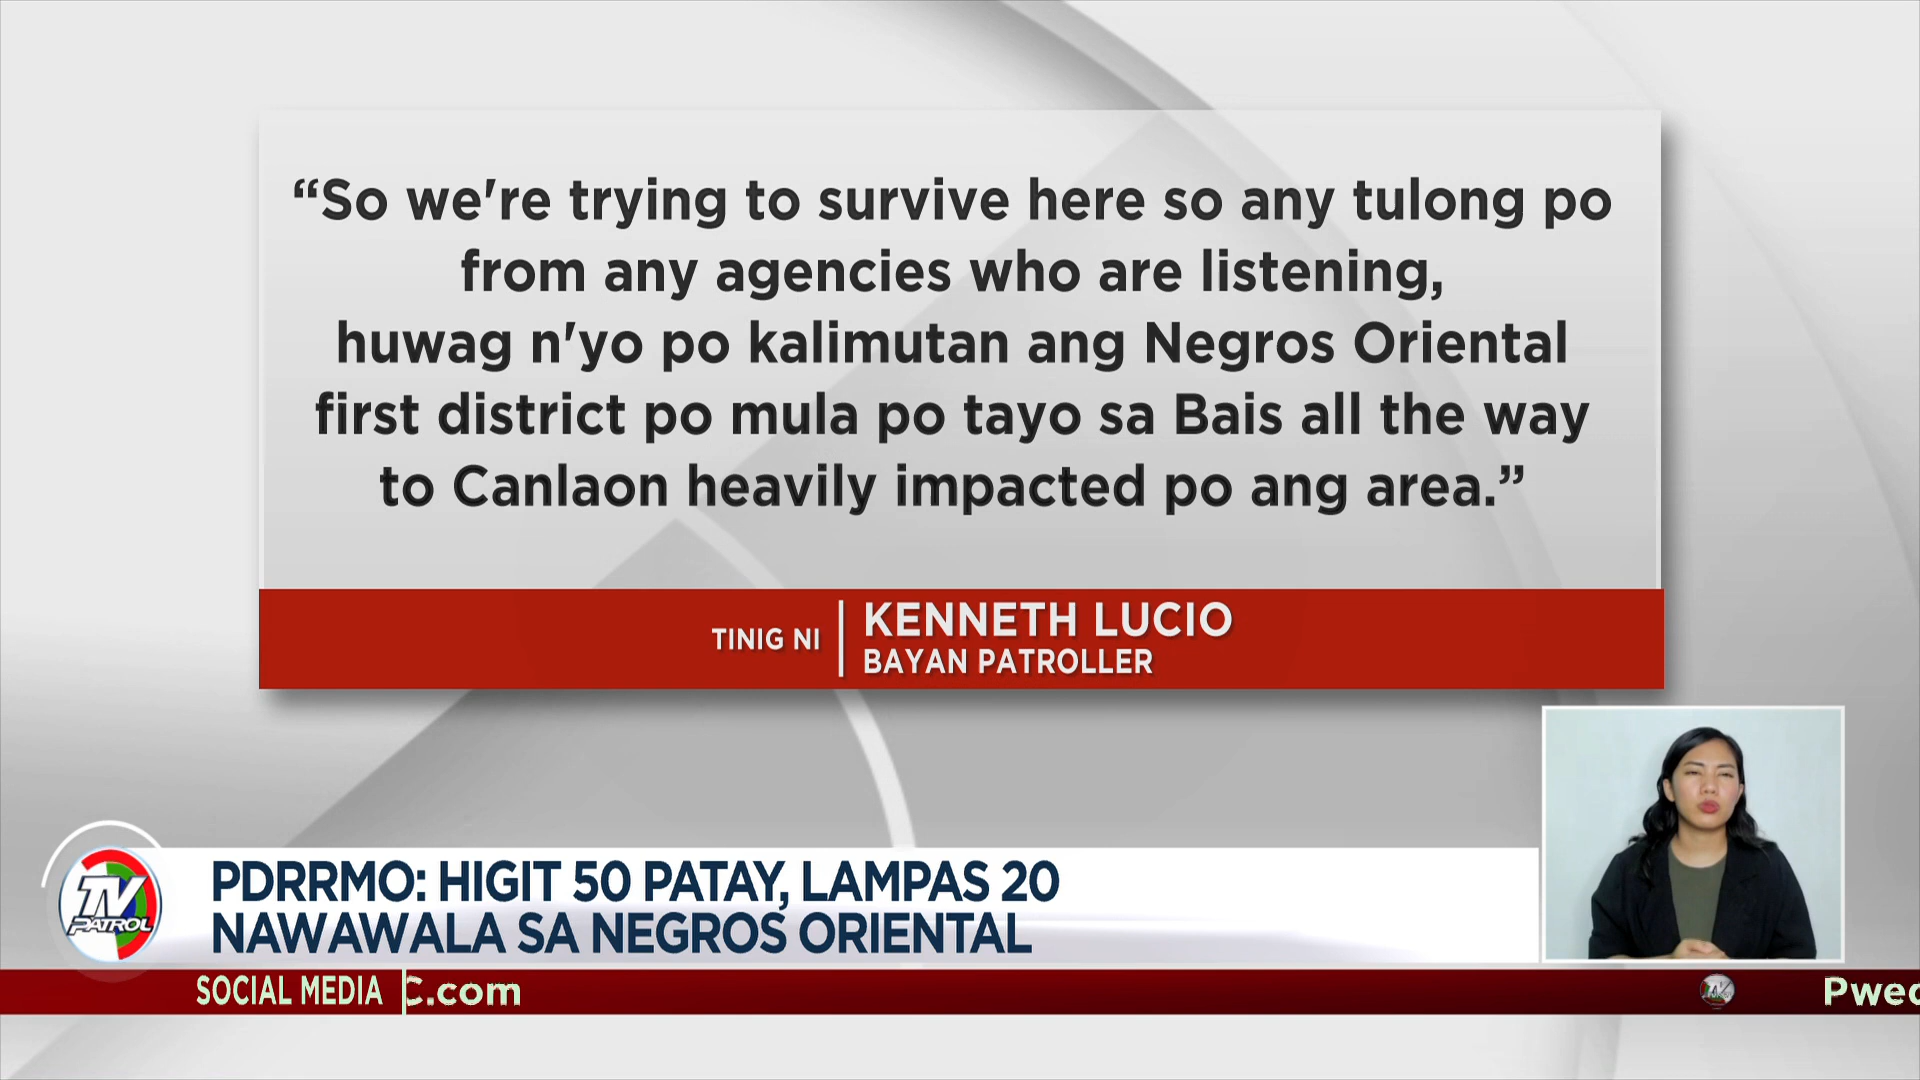 “So we're trying to survive here so any tulong po
from any agencies who are listening,
huwag n'yo po kalimutan ang Negros Oriental
first district po mula po tayo sa Bais all the way
to Canlaon heavily impacted po ang area.”
TINIG NI
KENNETH LUCIO
BAYAN PATROLLER
TV
PATROL
PDRRMO: HIGIT 50 PATAY, LAMPAS 20
NAWAWALA SA NEGROS ORIENTAL
SOCIAL MEDIA
C.com